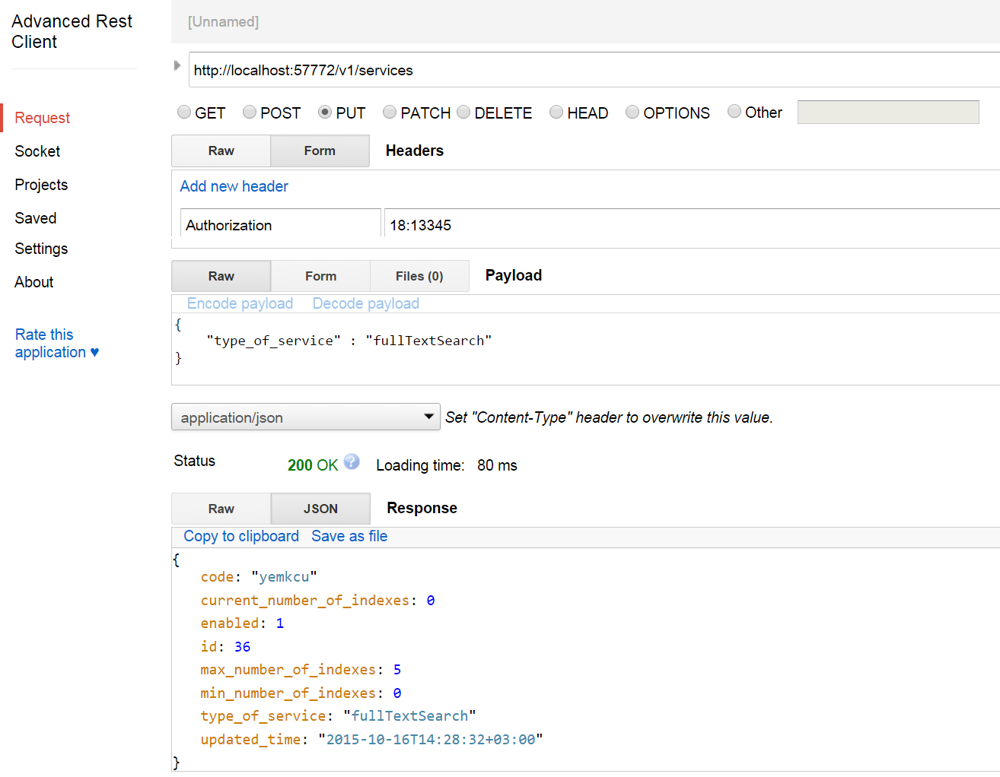 Advanced Rest
Client
[Unnamed]
http://localhost:57772/v1/services
GET POST PUT PATCH DELETE HEAD OPTIONS Other
Request
Socket
Projects
Saved
Settings
About
Rate this
application ♥
Raw Form Headers
Add new header
Authorization 18:13345
Raw Form Files (0) Payload
Encode payload Decode payload
{
"type_of_service" : "fullTextSearch"
}
application/json Set "Content-Type" header to overwrite this value.
Status 200 OK ? Loading time: 80 ms
Raw JSON Response
Copy to clipboard Save as file
{
code: "yemkcu"
current_number_of_indexes: 0
enabled: 1
id: 36
max_number_of_indexes: 5
min_number_of_indexes: 0
type_of_service: "fullTextSearch"
updated_time: "2015-10-16T14:28:32+03:00"
}